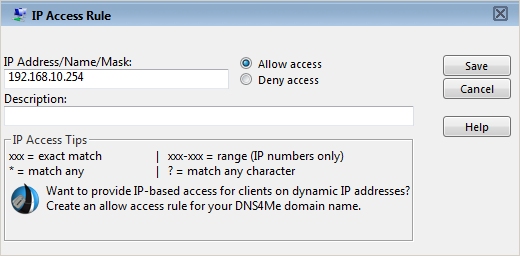 IP Access Rule
IP Address/Name/Mask:
192.168.10.254
Allow access
Deny access
Save
Cancel
Help
Description:
IP Access Tips
xxx = exact match | xxx-xxx = range (IP numbers only)
* = match any | ? = match any character
Want to provide IP-based access for clients on dynamic IP addresses?
Create an allow access rule for your DNS4Me domain name.